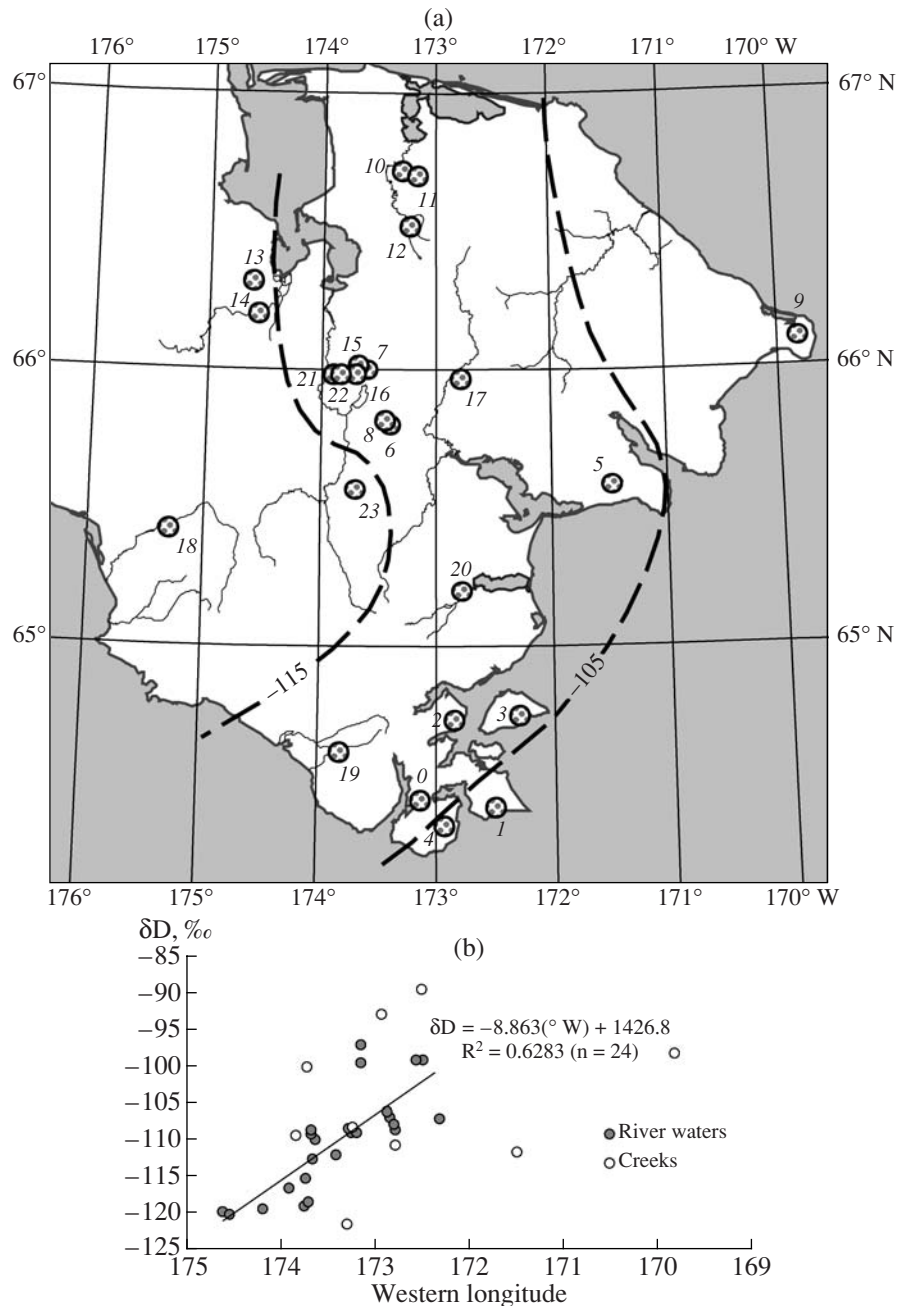 (a)
176° 175° 174° 173° 172° 171° 170° W
67° 67° N
10
11
12
13
14
9
15 7
66° 66° N
21 22 16 17
8
6
5
23
18
20
65° 65° N
−115
−105
2 3
19
0
4 1
176° 175° 174° 173° 172° 171° 170° W
δD, ‰ (b)
−85
−90
−95
−100
−105
−110
−115
−120
−125
δD = −8.863(° W) + 1426.8
R² = 0.6283 (n = 24)
River waters
Creeks
175 174 173 172 171 170 169
Western longitude